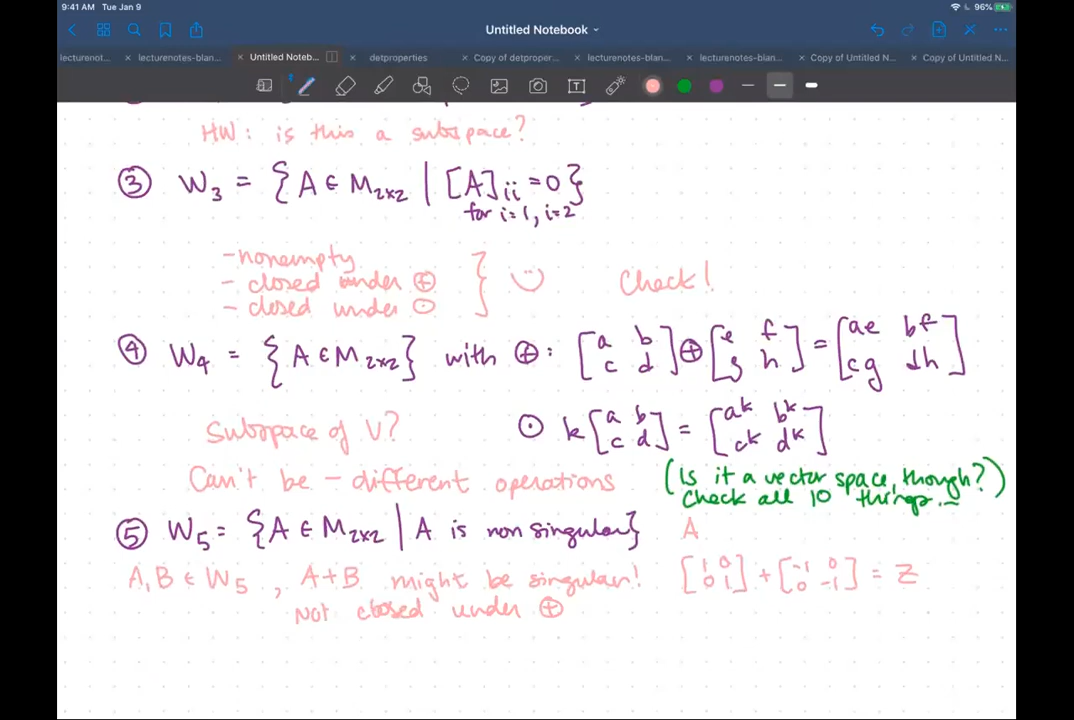 9:41 AM Tue Jan 9
96%
Untitled Notebook
lecturenot...
lecturenotes-blan...
Untitled Noteb...
detproperties
Copy of detpropert...
lecturenotes-blan...
lecturenotes-blan...
Copy of Untitled N...
Copy of Untitled N...
HW: is this a subspace?
③ W₃ = {A ∈ M₂ₓ₂ | [A]ᵢᵢ = 0}
for i=1, i=2
- nonempty
- closed under ⊕ } Check!
- closed under ⊙
④ W₄ = {A ∈ M₂ₓ₂} with ⊕: [a b; c d] ⊕ [e f; g h] = [ae bf; cg dh]
Subspace of V? ⊙ k[a b; c d] = [aᵏ bᵏ; cᵏ dᵏ]
Can't be - different operations (Is it a vector space, though?)
check all 10 things.
⑤ W₅ = {A ∈ M₂ₓ₂ | A is nonsingular} A
A, B ∈ W₅, A+B might be singular! [1 0; 0 1] + [-1 0; 0 -1] = Z
Not closed under ⊕